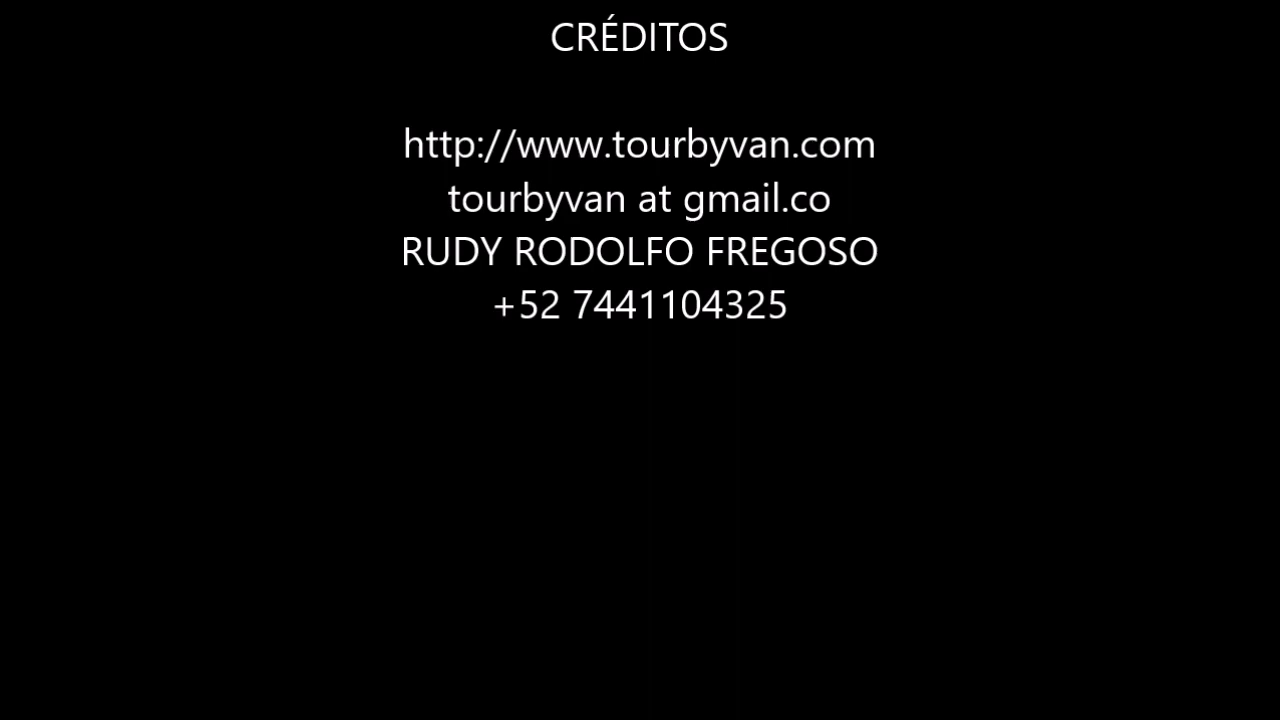 CRÉDITOS
http://www.tourbyvan.com
tourbyvan at gmail.co
RUDY RODOLFO FREGOSO
+52 7441104325